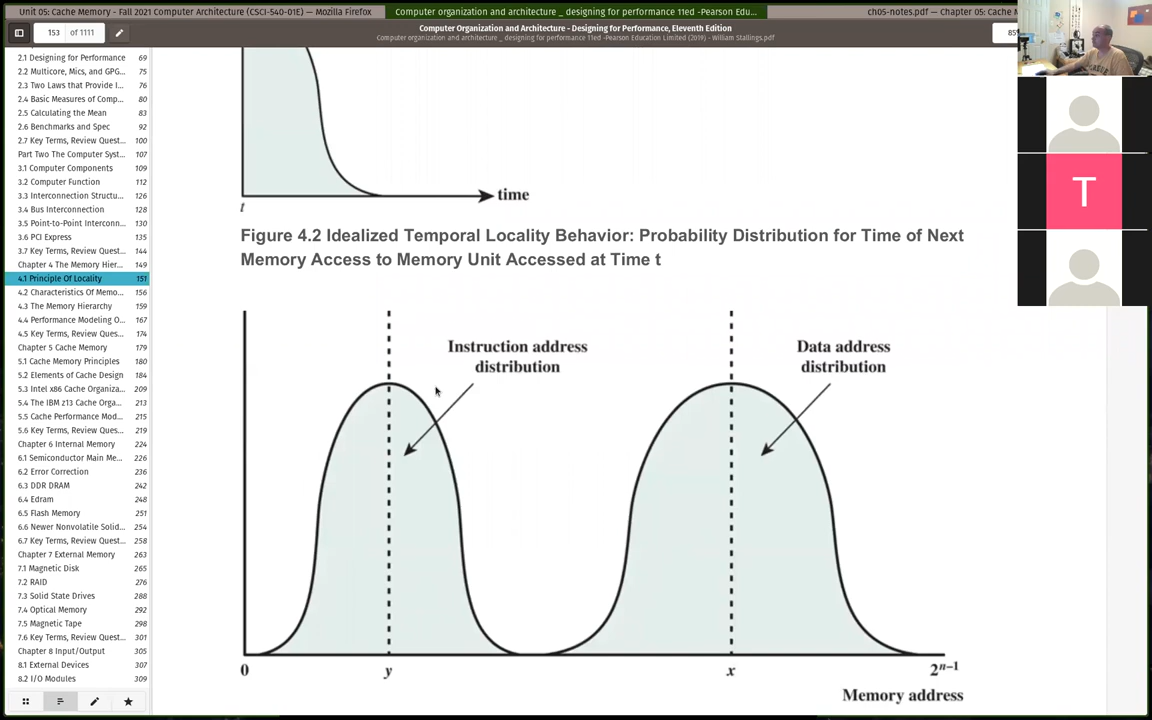 Unit 05: Cache Memory - Fall 2021 Computer Architecture (CSCI-540-01E) — Mozilla Firefox
Computer organization and architecture _ designing for performance 11ed -Pearson Edu...
ch05-notes.pdf — Chapter 05: Cache M
153 of 1111
Computer Organization and Architecture - Designing for Performance, Eleventh Edition
Computer organization and architecture _ designing for performance 11ed -Pearson Education Limited (2019) - William Stallings.pdf
85
2.1 Designing for Performance 69
2.2 Multicore, Mics, and GPG... 75
2.3 Two Laws that Provide I... 76
2.4 Basic Measures of Comp... 80
2.5 Calculating the Mean 83
2.6 Benchmarks and Spec 92
2.7 Key Terms, Review Quest... 100
Part Two The Computer Syst... 107
3.1 Computer Components 109
3.2 Computer Function 112
3.3 Interconnection Structu... 126
3.4 Bus Interconnection 128
3.5 Point-to-Point Interconn... 130
3.6 PCI Express 135
3.7 Key Terms, Review Quest... 144
Chapter 4 The Memory Hier... 149
4.1 Principle Of Locality 151
4.2 Characteristics Of Memo... 156
4.3 The Memory Hierarchy 159
4.4 Performance Modeling O... 167
4.5 Key Terms, Review Ques... 174
Chapter 5 Cache Memory 179
5.1 Cache Memory Principles 180
5.2 Elements of Cache Design 184
5.3 Intel x86 Cache Organiza... 209
5.4 The IBM z13 Cache Orga... 213
5.5 Cache Performance Mod... 215
5.6 Key Terms, Review Ques... 219
Chapter 6 Internal Memory 224
6.1 Semiconductor Main Me... 226
6.2 Error Correction 236
6.3 DDR DRAM 242
6.4 Edram 248
6.5 Flash Memory 251
6.6 Newer Nonvolatile Solid... 254
6.7 Key Terms, Review Quest... 258
Chapter 7 External Memory 263
7.1 Magnetic Disk 265
7.2 RAID 276
7.3 Solid State Drives 288
7.4 Optical Memory 292
7.5 Magnetic Tape 298
7.6 Key Terms, Review Quest... 301
Chapter 8 Input/Output 305
8.1 External Devices 307
8.2 I/O Modules 309
time
t
Figure 4.2 Idealized Temporal Locality Behavior: Probability Distribution for Time of Next
Memory Access to Memory Unit Accessed at Time t
Instruction address
distribution
Data address
distribution
0 y x 2ⁿ⁻¹
Memory address
T